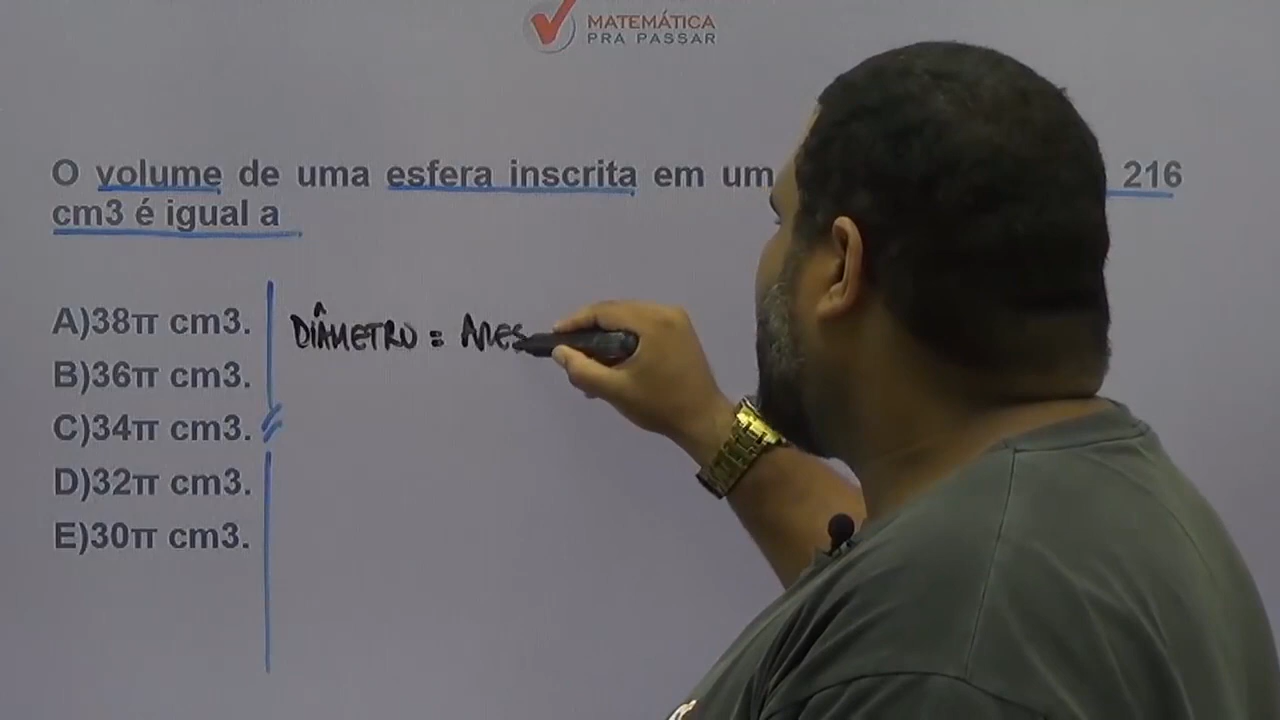 MATEMÁTICA
PRA PASSAR
O volume de uma esfera inscrita em um 216
cm3 é igual a
A)38π cm3.
B)36π cm3.
C)34π cm3.
D)32π cm3.
E)30π cm3.
DIÂMETRO = ARES